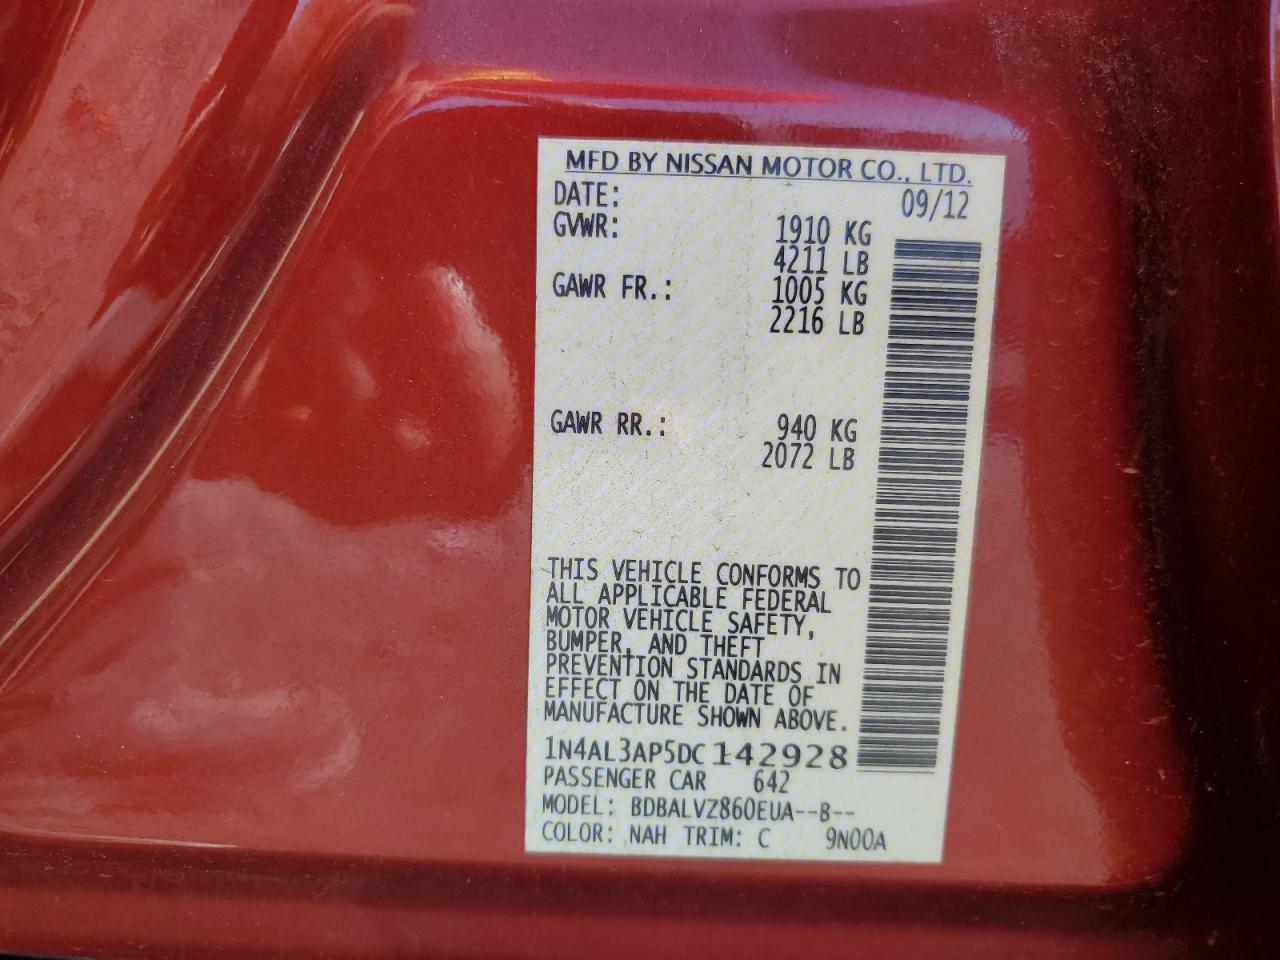 MFD BY NISSAN MOTOR CO., LTD.
DATE: 09/12
GVWR: 1910 KG
4211 LB
GAWR FR.: 1005 KG
2216 LB
GAWR RR.: 940 KG
2072 LB
THIS VEHICLE CONFORMS TO
ALL APPLICABLE FEDERAL
MOTOR VEHICLE SAFETY,
BUMPER, AND THEFT
PREVENTION STANDARDS IN
EFFECT ON THE DATE OF
MANUFACTURE SHOWN ABOVE.
1N4AL3AP5DC142928
PASSENGER CAR 642
MODEL: BDBALVZ860EUA--B--
COLOR: NAH TRIM: C 9N00A